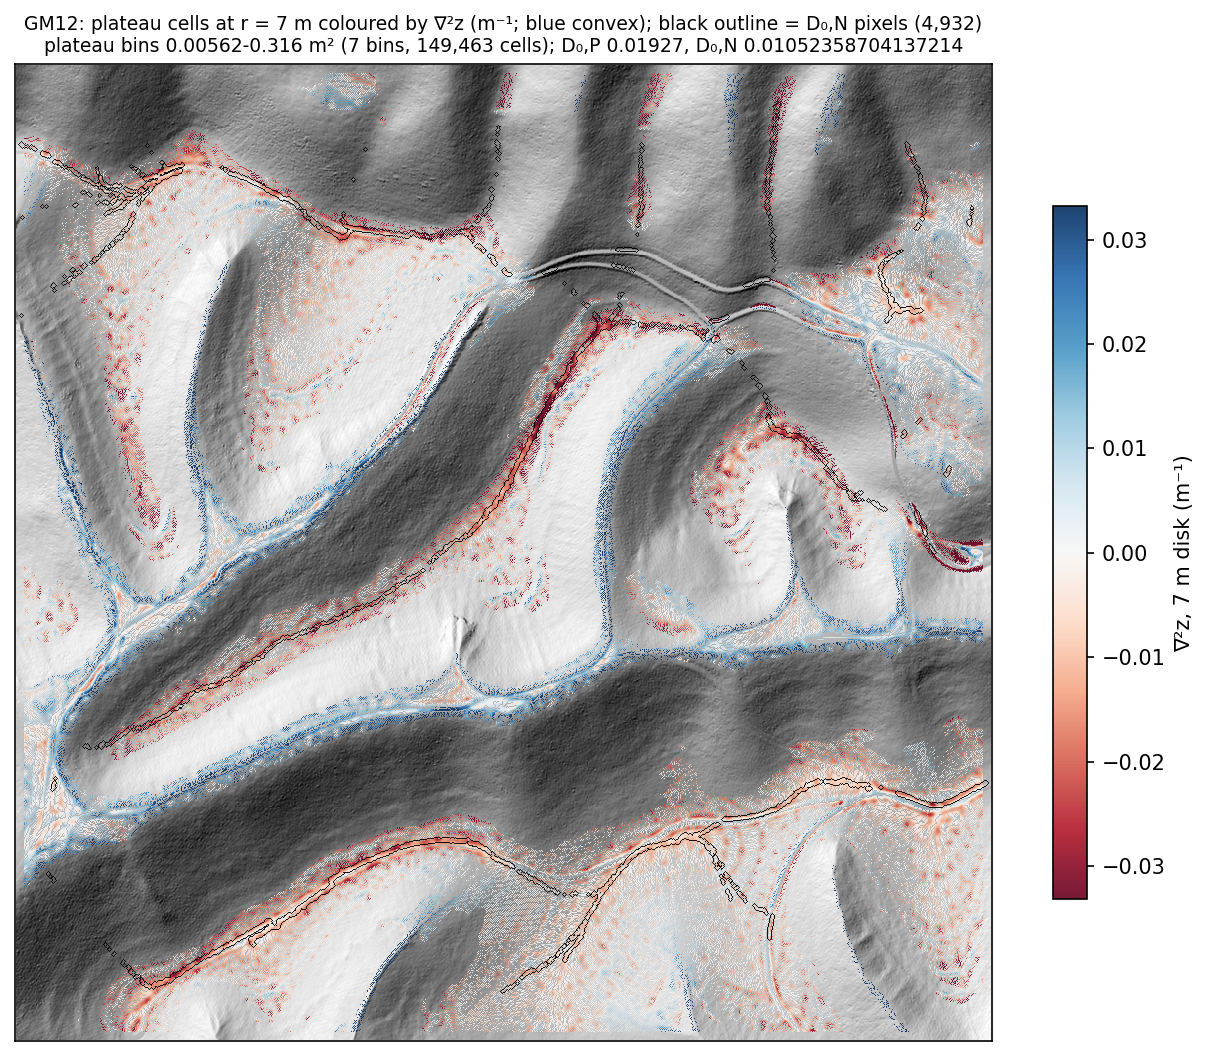 GM12: plateau cells at r = 7 m coloured by ∇²z (m⁻¹; blue convex); black outline = D₀,N pixels (4,932)
plateau bins 0.00562-0.316 m² (7 bins, 149,463 cells); D₀,P 0.01927, D₀,N 0.01052358704137214
0.03
0.02
0.01
0.00
−0.01
−0.02
−0.03
∇²z, 7 m disk (m⁻¹)